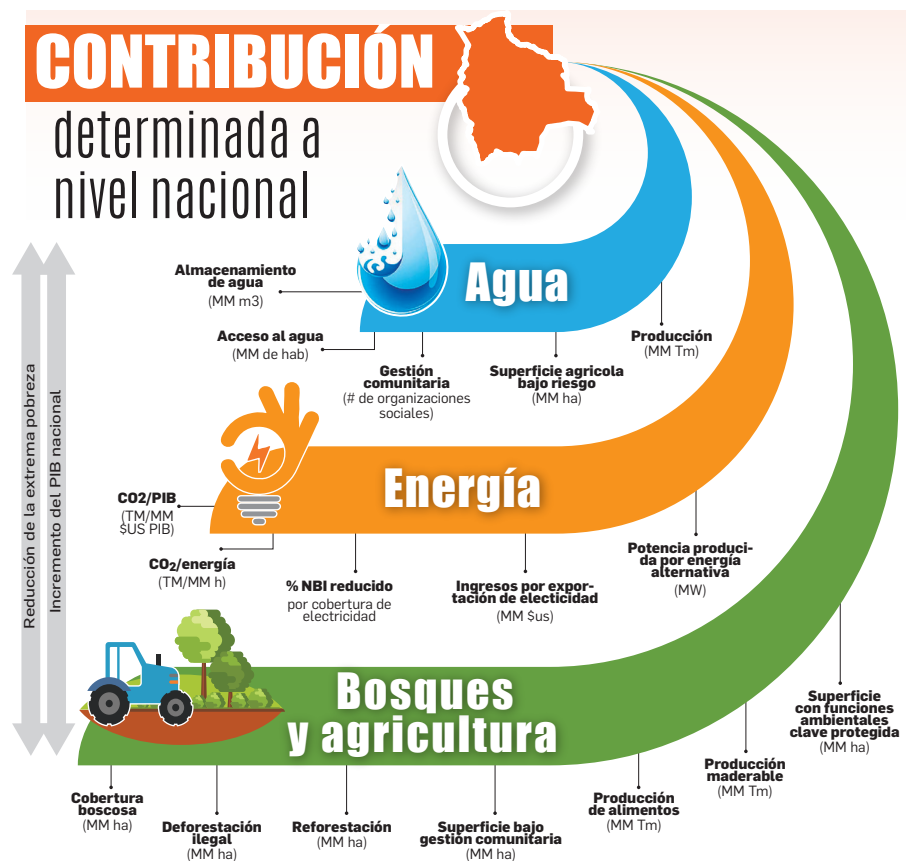 CONTRIBUCIÓN
determinada a
nivel nacional
Reducción de la extrema pobreza
Incremento del PIB nacional
Agua
Almacenamiento
de agua
(MM m3)
Acceso al agua
(MM de hab)
Gestión
comunitaria
(# de organizaciones
sociales)
Superficie agricola
bajo riesgo
(MM ha)
Producción
(MM Tm)
Energía
CO2/PIB
(TM/MM
$US PIB)
CO2/energía
(TM/MM h)
% NBI reducido
por cobertura de
electricidad
Ingresos por expor-
tación de electicidad
(MM $us)
Potencia produci-
da por energía
alternativa
(MW)
Bosques
y agricultura
Cobertura
boscosa
(MM ha)
Deforestación
ilegal
(MM ha)
Reforestación
(MM ha)
Superficie bajo
gestión comunitaria
(MM ha)
Producción
de alimentos
(MM Tm)
Producción
maderable
(MM Tm)
Superficie
con funciones
ambientales
clave protegida
(MM ha)